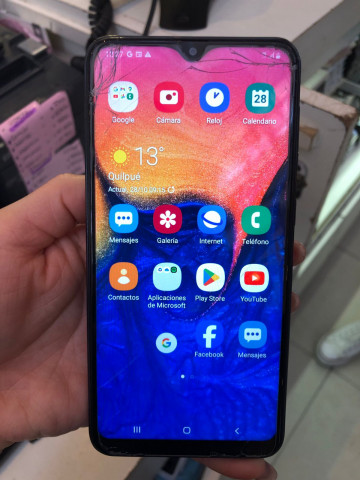 Google
Cámara
Reloj
28
Calendario
13°
Quilpué
Mensajes
Galería
Internet
Teléfono
Contactos
Aplicaciones
de Microsoft
Play Store
YouTube
Facebook
Mensajes